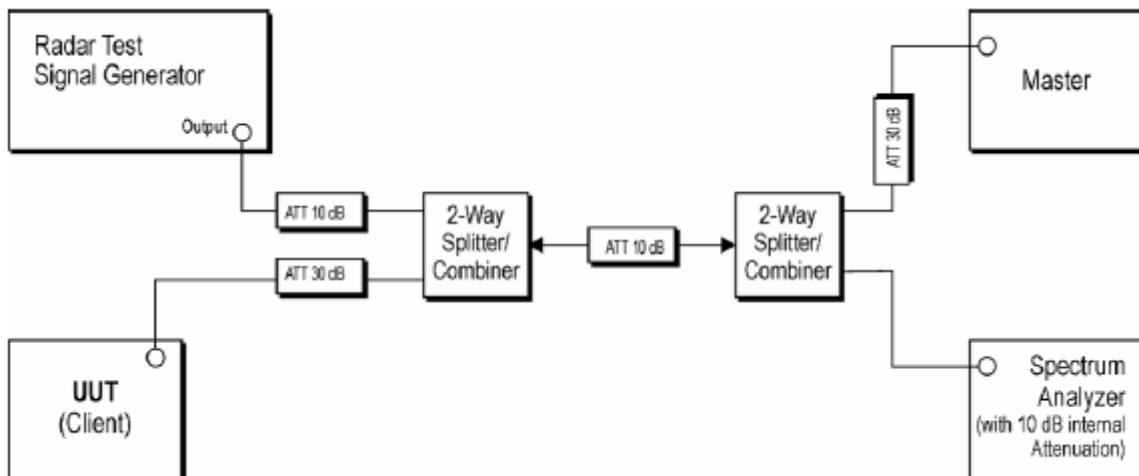 Radar Test
Signal Generator
Output
ATT 10 dB
ATT 30 dB
UUT
(Client)
2-Way
Splitter/
Combiner
ATT 10 dB
2-Way
Splitter/
Combiner
ATT 30 dB
Master
Spectrum
Analyzer
(with 10 dB internal
Attenuation)